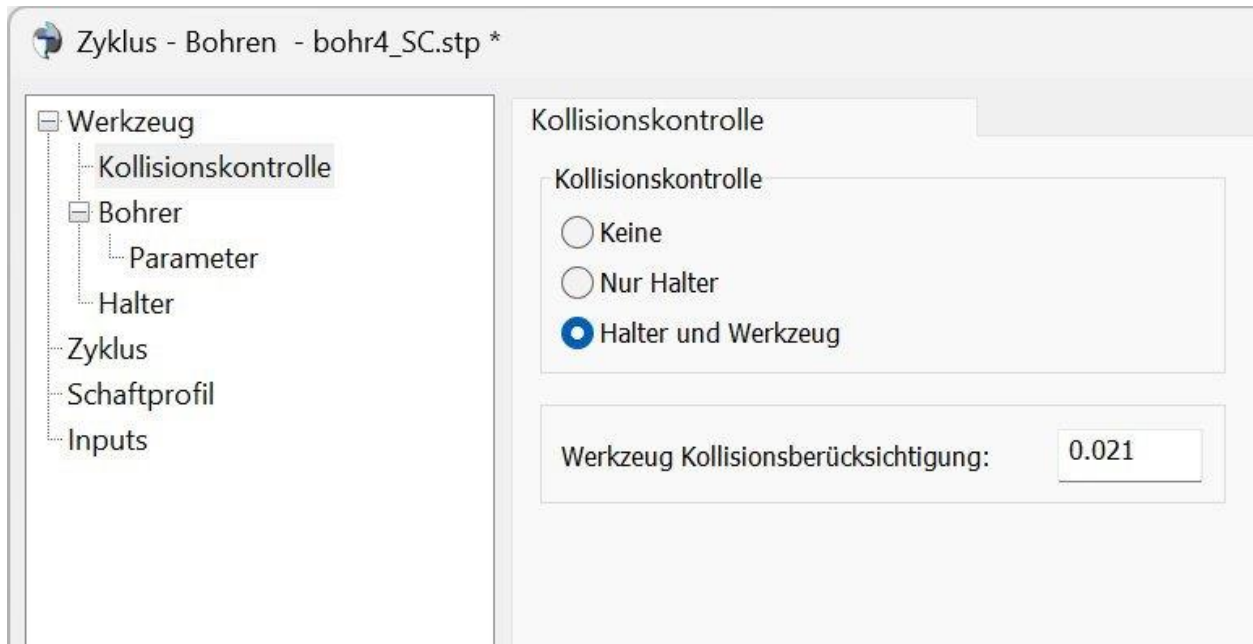 Zyklus - Bohren - bohr4_SC.stp *
Werkzeug
Kollisionskontrolle
Bohrer
Parameter
Halter
Zyklus
Schaftprofil
Inputs
Kollisionskontrolle
Kollisionskontrolle
Keine
Nur Halter
Halter und Werkzeug
Werkzeug Kollisionsberücksichtigung: 0.021